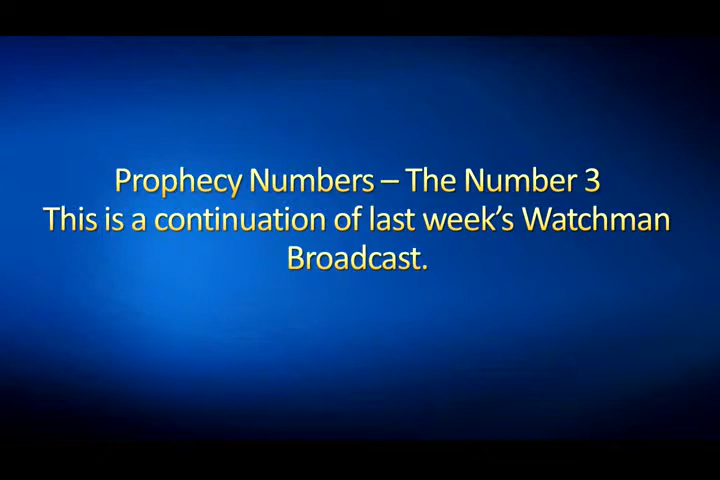 Prophecy Numbers – The Number 3
This is a continuation of last week’s Watchman
Broadcast.